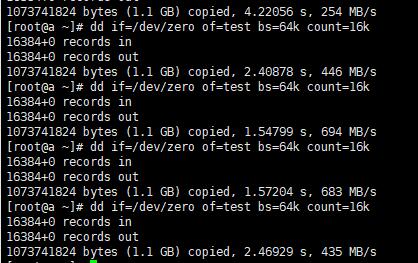 16384+0 records out
1073741824 bytes (1.1 GB) copied, 4.22056 s, 254 MB/s
[root@a ~]# dd if=/dev/zero of=test bs=64k count=16k
16384+0 records in
16384+0 records out
1073741824 bytes (1.1 GB) copied, 2.40878 s, 446 MB/s
[root@a ~]# dd if=/dev/zero of=test bs=64k count=16k
16384+0 records in
16384+0 records out
1073741824 bytes (1.1 GB) copied, 1.54799 s, 694 MB/s
[root@a ~]# dd if=/dev/zero of=test bs=64k count=16k
16384+0 records in
16384+0 records out
1073741824 bytes (1.1 GB) copied, 1.57204 s, 683 MB/s
[root@a ~]# dd if=/dev/zero of=test bs=64k count=16k
16384+0 records in
16384+0 records out
1073741824 bytes (1.1 GB) copied, 2.46929 s, 435 MB/s